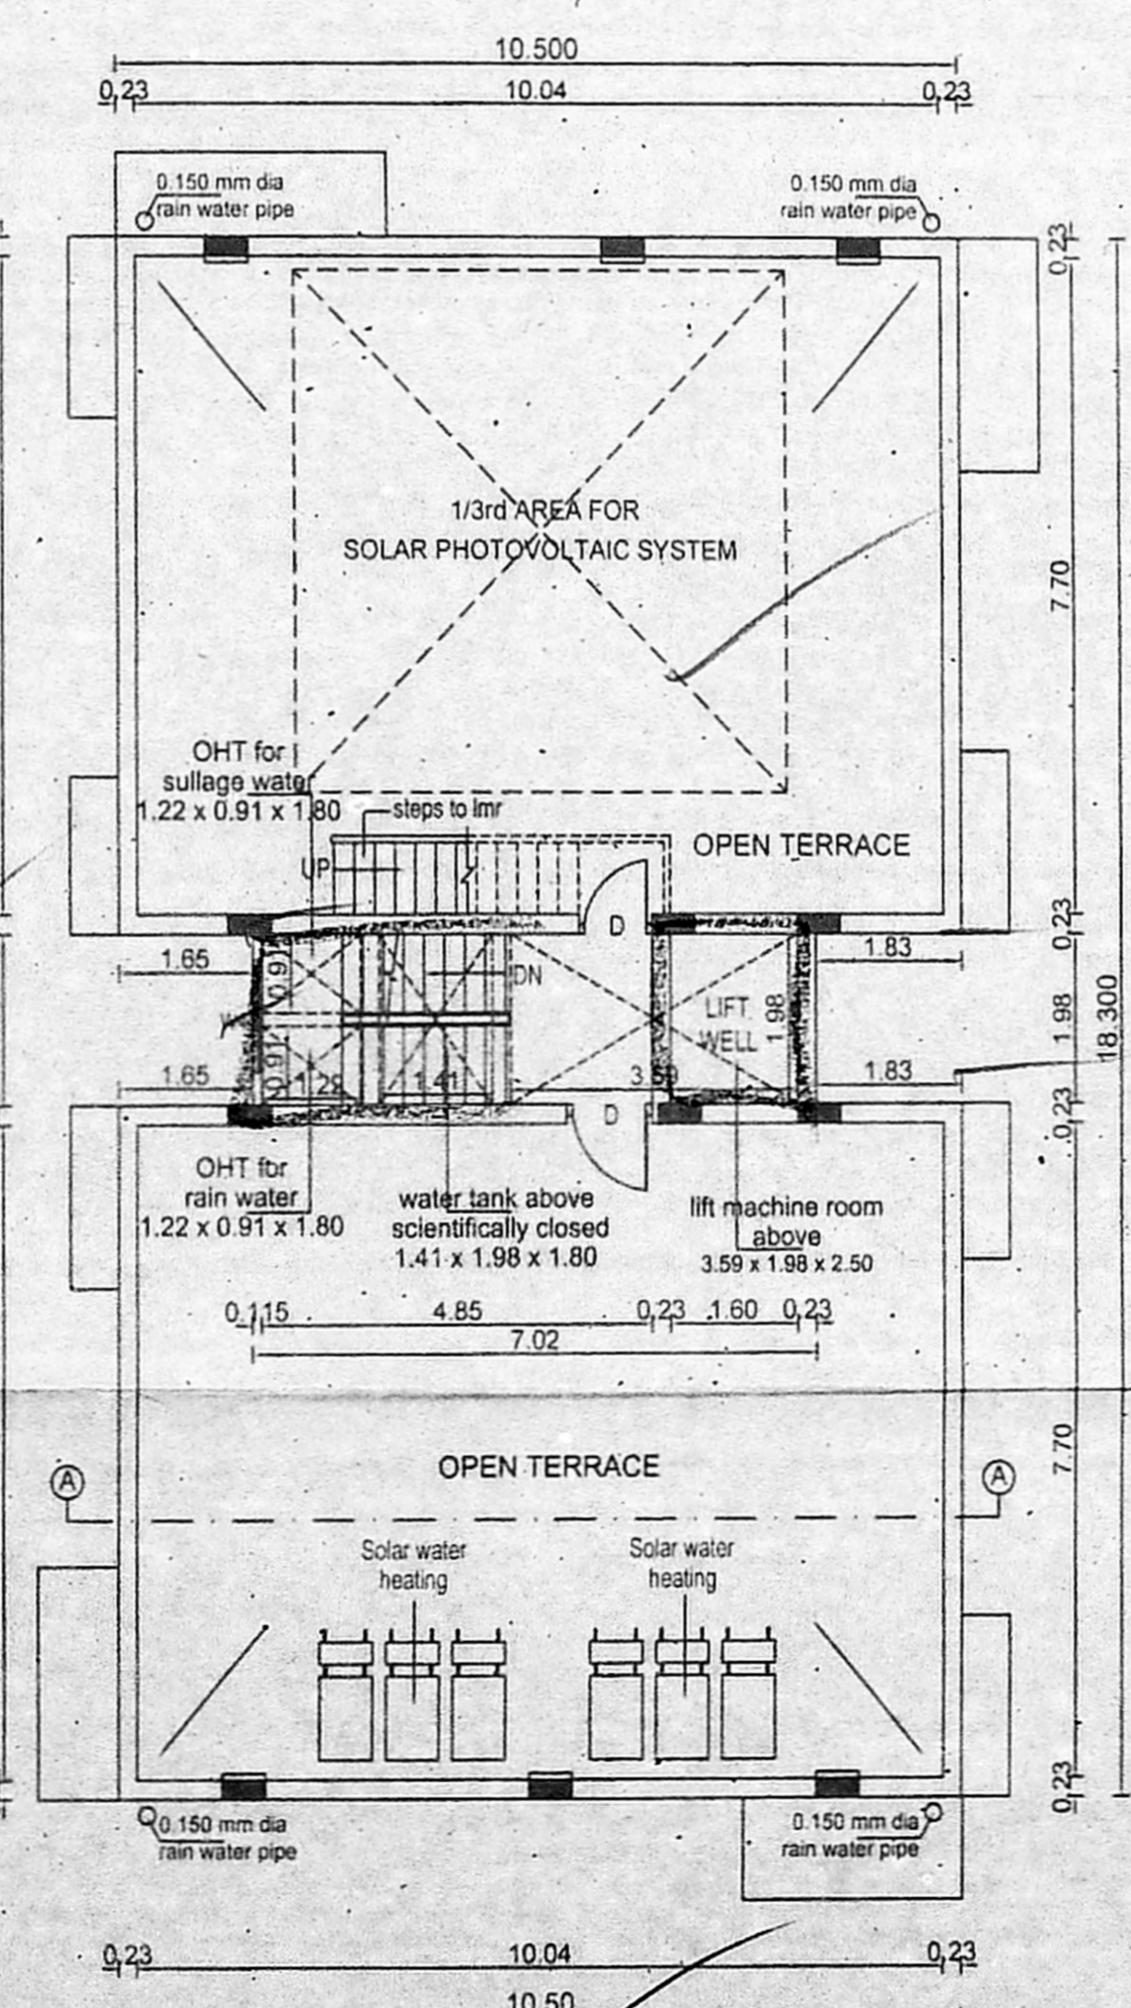 10.500
0,23 10.04 0,23
0.150 mm dia
rain water pipe
0.150 mm dia
rain water pipe
0,23
1/3rd AREA FOR
SOLAR PHOTOVOLTAIC SYSTEM
7.70
OHT for
sullage water
1.22 x 0.91 x 1.80
steps to lmr
UP
OPEN TERRACE
D
0,23
1.65
0.91
DN
LIFT
WELL
1.98
1.83
1.98
18.300
1.65
0.91
1.41
1.83
D
0,23
OHT for
rain water
1.22 x 0.91 x 1.80
water tank above
scientifically closed
1.41 x 1.98 x 1.80
lift machine room
above
3.59 x 1.98 x 2.50
0.115 4.85 0,23 1.60 0,23
7.02
7.70
OPEN TERRACE
A A
Solar water
heating
Solar water
heating
0,23
0.150 mm dia
rain water pipe
0.150 mm dia
rain water pipe
0,23 10.04 0,23
10.50